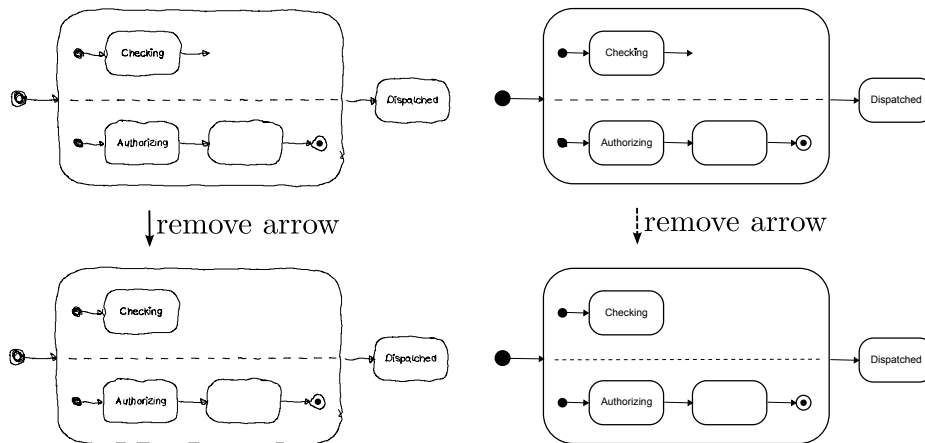 Checking
Dispatched
Authorizing
Checking
Dispatched
Authorizing
remove arrow
remove arrow
Checking
Dispatched
Authorizing
Checking
Dispatched
Authorizing